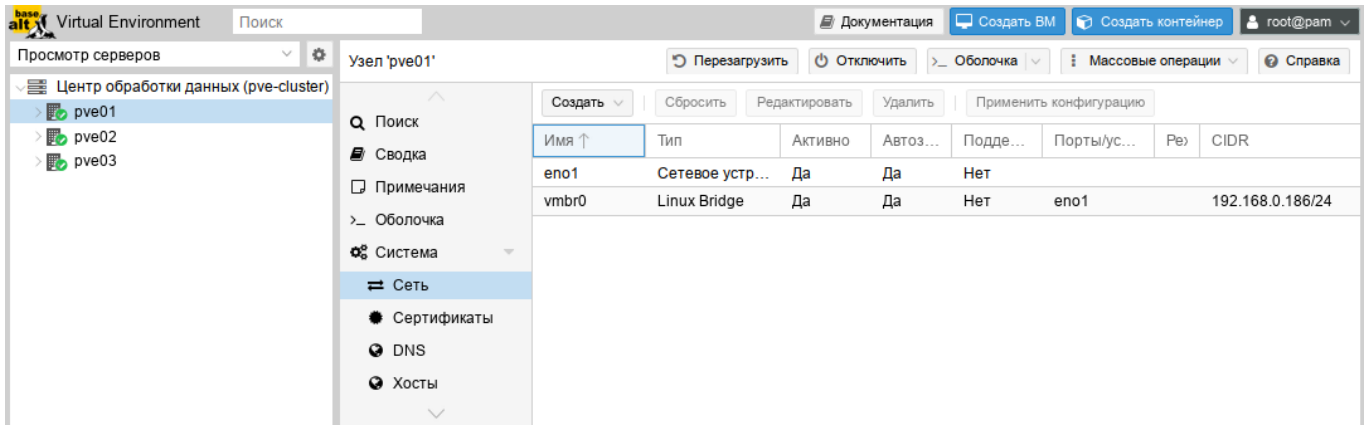 base alt Virtual Environment Поиск Документация Создать ВМ Создать контейнер root@pam
Просмотр серверов
Центр обработки данных (pve-cluster)
pve01
pve02
pve03
Узел 'pve01' Перезагрузить Отключить >_ Оболочка Массовые операции Справка
Поиск
Сводка
Примечания
>_ Оболочка
Система
Сеть
Сертификаты
DNS
Хосты
Создать Сбросить Редактировать Удалить Применить конфигурацию
Имя ↑ Тип Активно Автоз... Подде... Порты/ус... CIDR
eno1 Сетевое устр... Да Да Нет
vmbr0 Linux Bridge Да Да Нет eno1 192.168.0.186/24